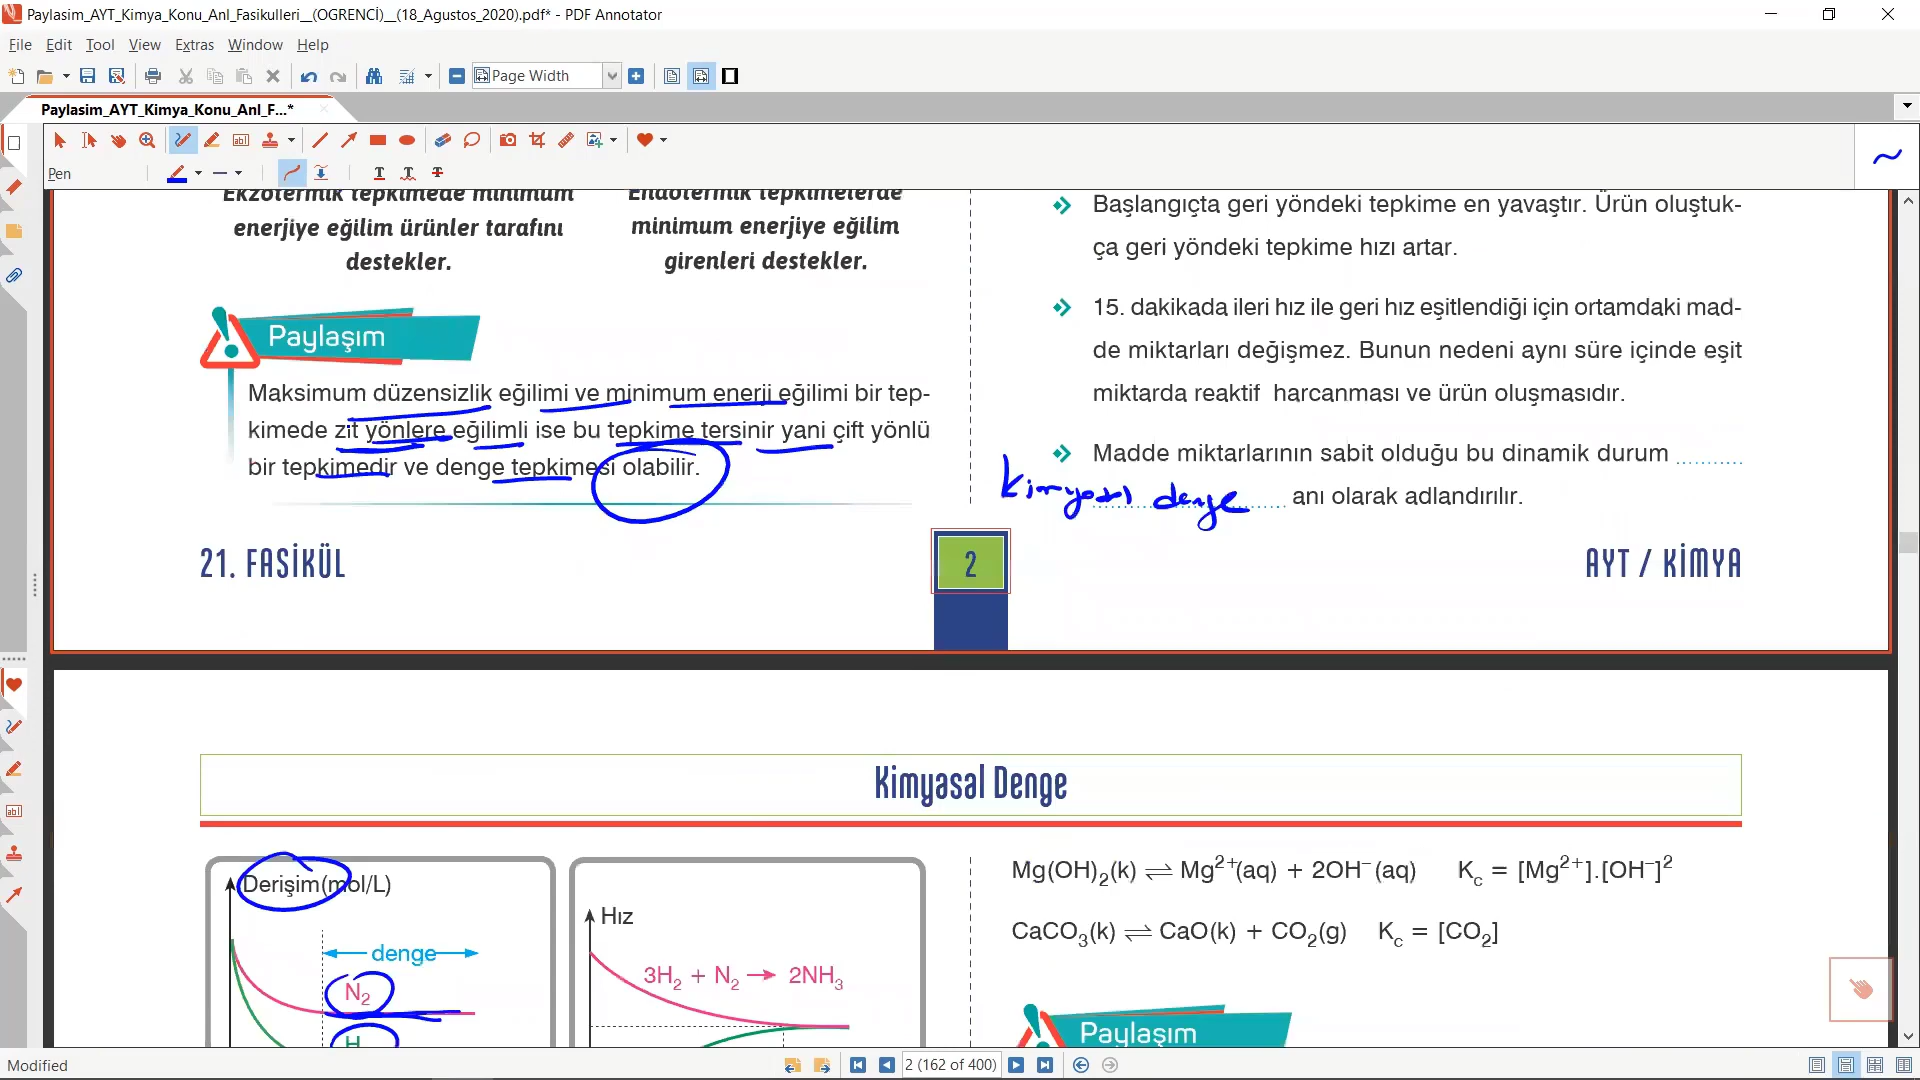 Paylasim_AYT_Kimya_Konu_Anl_Fasikulleri__(OGRENCİ)__(18_Agustos_2020).pdf* - PDF Annotator
File Edit Tool View Extras Window Help
Page Width
Paylasim_AYT_Kimya_Konu_Anl_F...*
Pen
Ekzotermik tepkimede minimum
enerjiye eğilim ürünler tarafını
destekler.
Endotermik tepkimelerde
minimum enerjiye eğilim
girenleri destekler.
Paylaşım
Maksimum düzensizlik eğilimi ve minimum enerji eğilimi bir tep-
kimede zıt yönlere eğilimli ise bu tepkime tersinir yani çift yönlü
bir tepkimedir ve denge tepkimesi olabilir.
Başlangıçta geri yöndeki tepkime en yavaştır. Ürün oluştuk-
ça geri yöndeki tepkime hızı artar.
15. dakikada ileri hız ile geri hız eşitlendiği için ortamdaki mad-
de miktarları değişmez. Bunun nedeni aynı süre içinde eşit
miktarda reaktif harcanması ve ürün oluşmasıdır.
Madde miktarlarının sabit olduğu bu dinamik durum .........
kimyasal denge anı olarak adlandırılır.
21. FASİKÜL
2
AYT / KİMYA
Kimyasal Denge
Derişim(mol/L)
denge
N₂
H
Hız
3H₂ + N₂ → 2NH₃
Mg(OH)₂(k) ⇌ Mg²⁺(aq) + 2OH⁻(aq) K꜀ = [Mg²⁺].[OH⁻]²
CaCO₃(k) ⇌ CaO(k) + CO₂(g) K꜀ = [CO₂]
Paylaşım
Modified
2 (162 of 400)